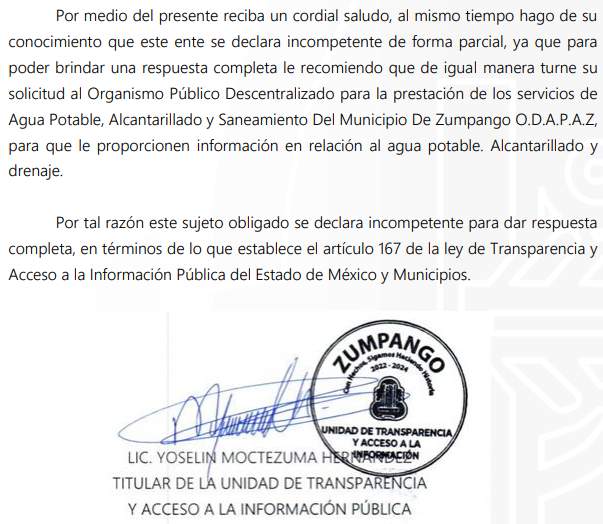 Por medio del presente reciba un cordial saludo, al mismo tiempo hago de su
conocimiento que este ente se declara incompetente de forma parcial, ya que para
poder brindar una respuesta completa le recomiendo que de igual manera turne su
solicitud al Organismo Público Descentralizado para la prestación de los servicios de
Agua Potable, Alcantarillado y Saneamiento Del Municipio De Zumpango O.D.A.P.A.Z,
para que le proporcionen información en relación al agua potable. Alcantarillado y
drenaje.
Por tal razón este sujeto obligado se declara incompetente para dar respuesta
completa, en términos de lo que establece el artículo 167 de la ley de Transparencia y
Acceso a la Información Pública del Estado de México y Municipios.
ZUMPANGO
Con Hechos, Sigamos Haciendo Historia
2022 - 2024
UNIDAD DE TRANSPARENCIA
Y ACCESO A LA
INFORMACIÓN
LIC. YOSELIN MOCTEZUMA HERNÁNDEZ
TITULAR DE LA UNIDAD DE TRANSPARENCIA
Y ACCESO A LA INFORMACIÓN PÚBLICA